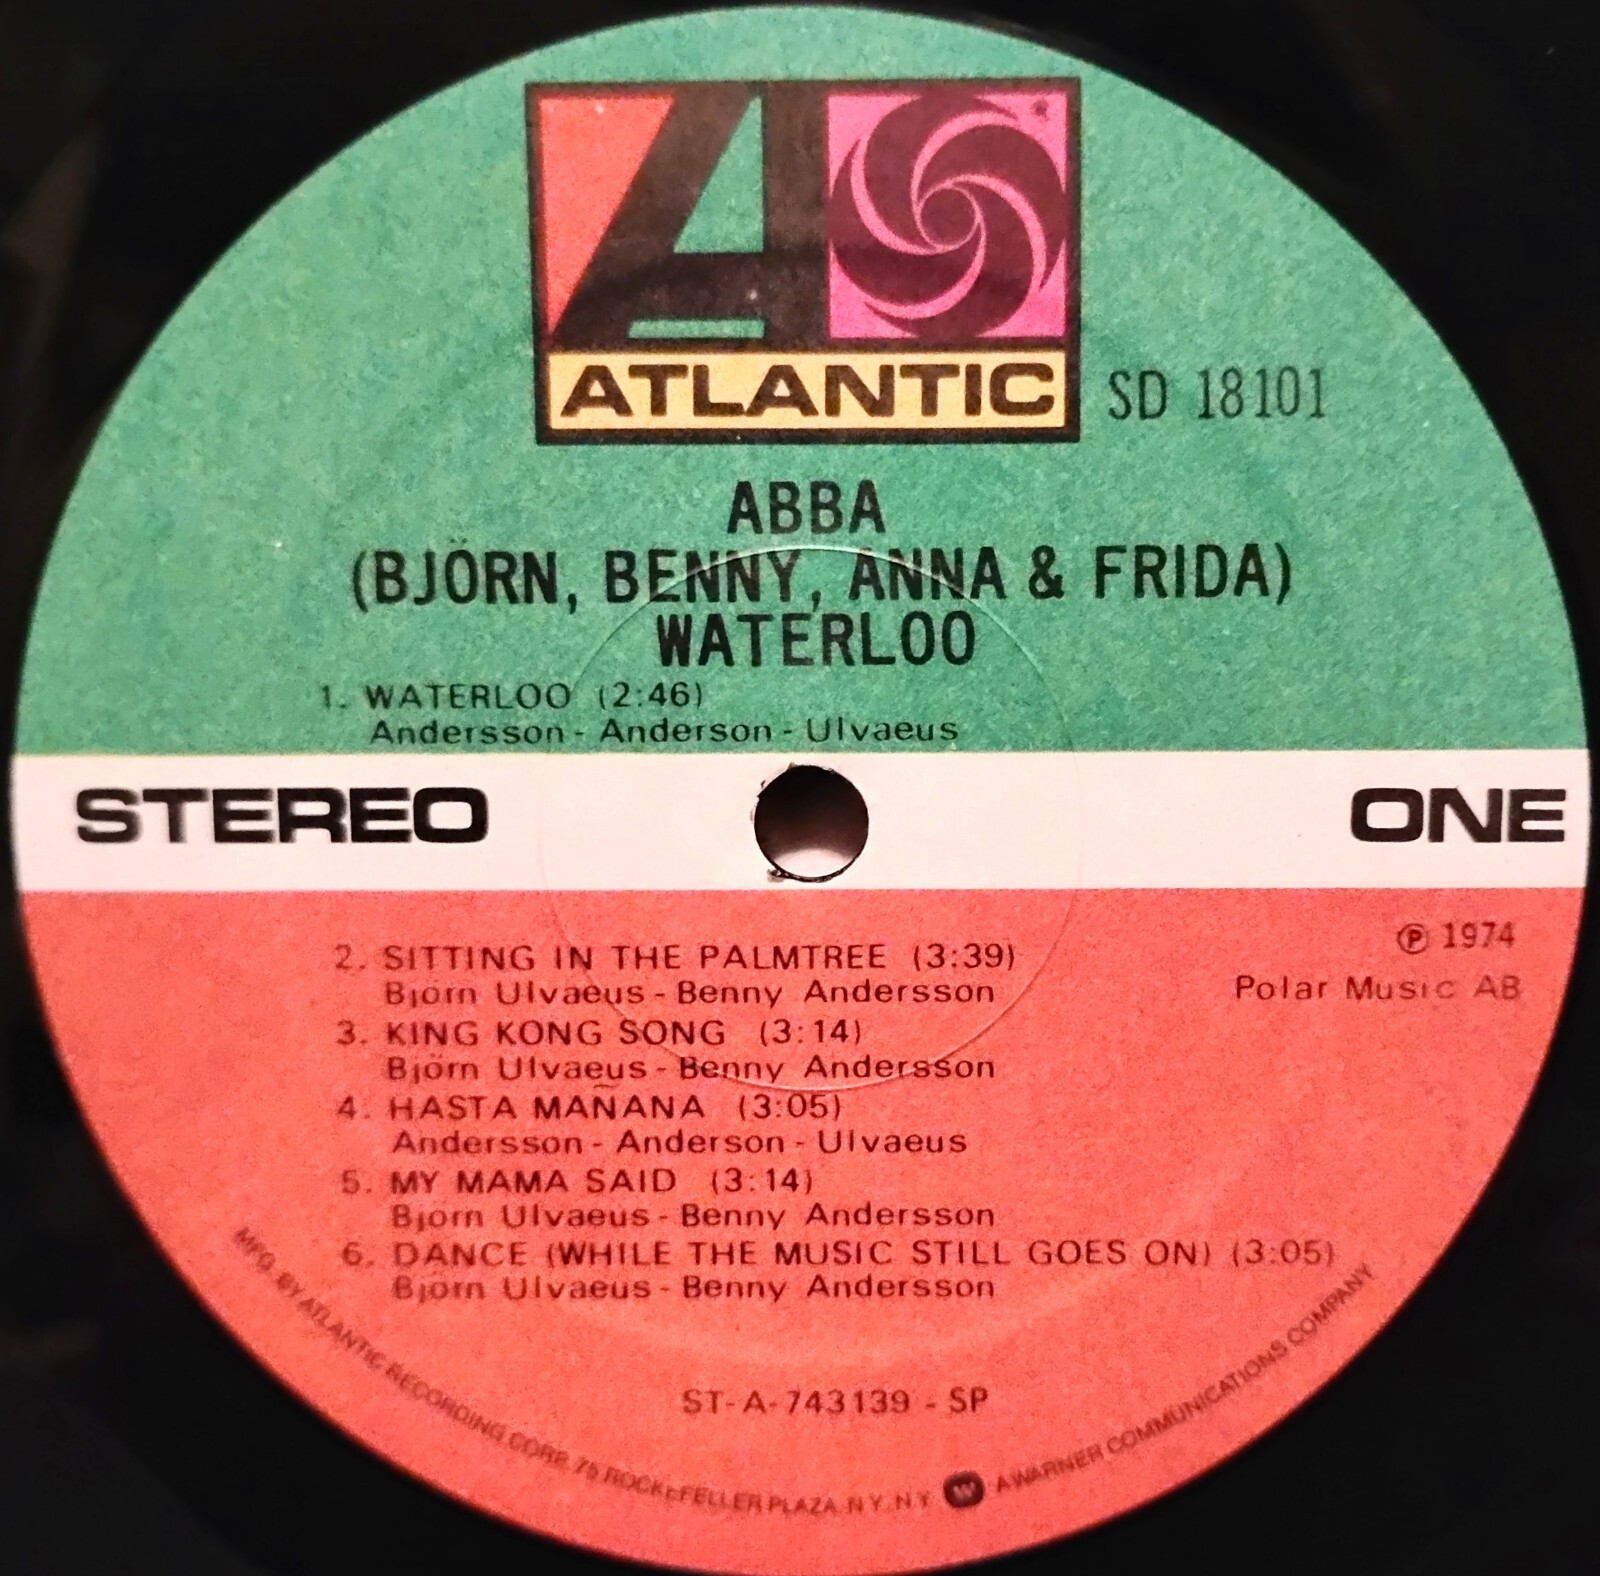 ATLANTIC
SD 18101
ABBA
(BJÖRN, BENNY, ANNA & FRIDA)
WATERLOO
1. WATERLOO (2:46)
Andersson - Anderson - Ulvaeus
STEREO
ONE
℗ 1974
Polar Music AB
2. SITTING IN THE PALMTREE (3:39)
Björn Ulvaeus - Benny Andersson
3. KING KONG SONG (3:14)
Björn Ulvaeus - Benny Andersson
4. HASTA MAÑANA (3:05)
Andersson - Anderson - Ulvaeus
5. MY MAMA SAID (3:14)
Björn Ulvaeus - Benny Andersson
6. DANCE (WHILE THE MUSIC STILL GOES ON) (3:05)
Björn Ulvaeus - Benny Andersson
ST-A-743139 - SP
MFG. BY ATLANTIC RECORDING CORP. 75 ROCKEFELLER PLAZA, N.Y. N.Y. W A WARNER COMMUNICATIONS COMPANY